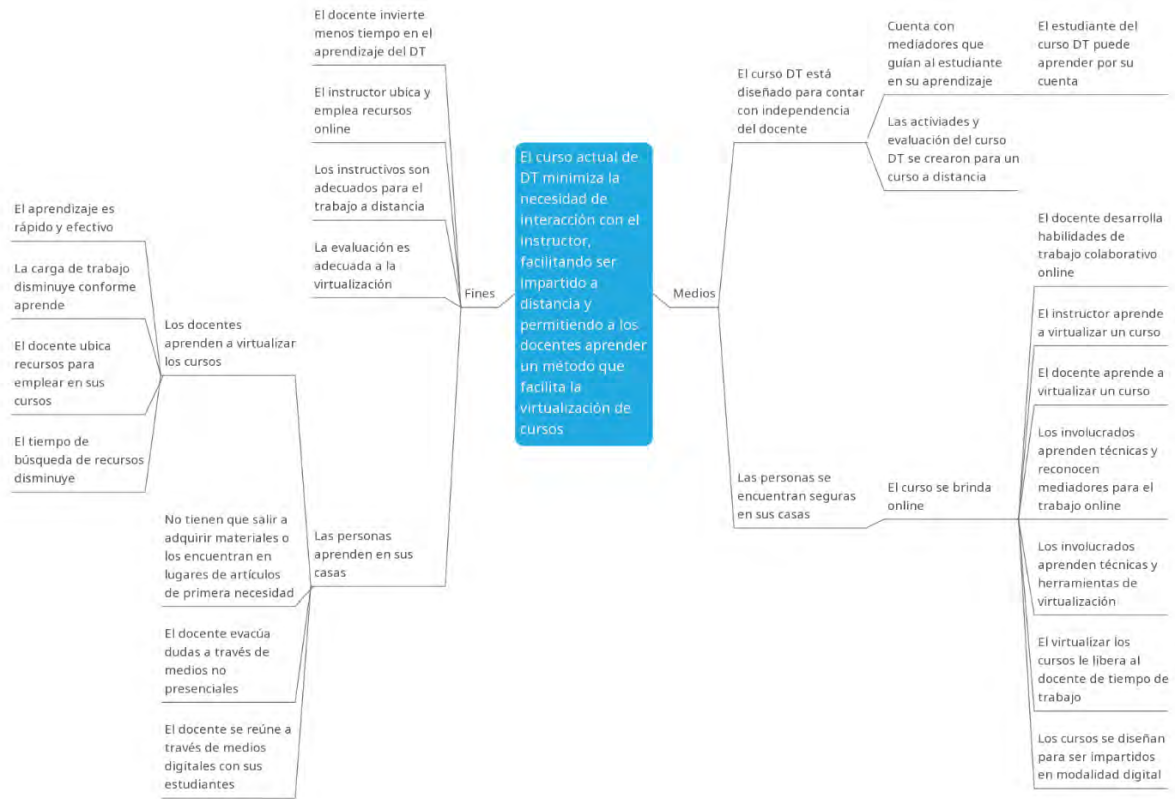 El docente invierte
menos tiempo en el
aprendizaje del DT
El instructor ubica y
emplea recursos
online
Los instructivos son
adecuados para el
trabajo a distancia
La evaluación es
adecuada a la
virtualización
Fines
El aprendizaje es
rápido y efectivo
La carga de trabajo
disminuye conforme
aprende
El docente ubica
recursos para
emplear en sus
cursos
El tiempo de
búsqueda de recursos
disminuye
Los docentes
aprenden a virtualizar
los cursos
No tienen que salir a
adquirir materiales o
los encuentran en
lugares de artículos
de primera necesidad
El docente evacúa
dudas a través de
medios no
presenciales
El docente se reúne a
través de medios
digitales con sus
estudiantes
Las personas
aprenden en sus
casas
El curso actual de
DT minimiza la
necesidad de
interacción con el
instructor,
facilitando ser
impartido a
distancia y
permitiendo a los
docentes aprender
un método que
facilita la
virtualización de
cursos
Medios
El curso DT está
diseñado para contar
con independencia
del docente
Cuenta con
mediadores que
guían al estudiante
en su aprendizaje
El estudiante del
curso DT puede
aprender por su
cuenta
Las activiades y
evaluación del curso
DT se crearon para un
curso a distancia
Las personas se
encuentran seguras
en sus casas
El curso se brinda
online
El docente desarrolla
habilidades de
trabajo colaborativo
online
El instructor aprende
a virtualizar un curso
El docente aprende a
virtualizar un curso
Los involucrados
aprenden técnicas y
reconocen
mediadores para el
trabajo online
Los involucrados
aprenden técnicas y
herramientas de
virtualización
El virtualizar los
cursos le libera al
docente de tiempo de
trabajo
Los cursos se diseñan
para ser impartidos
en modalidad digital